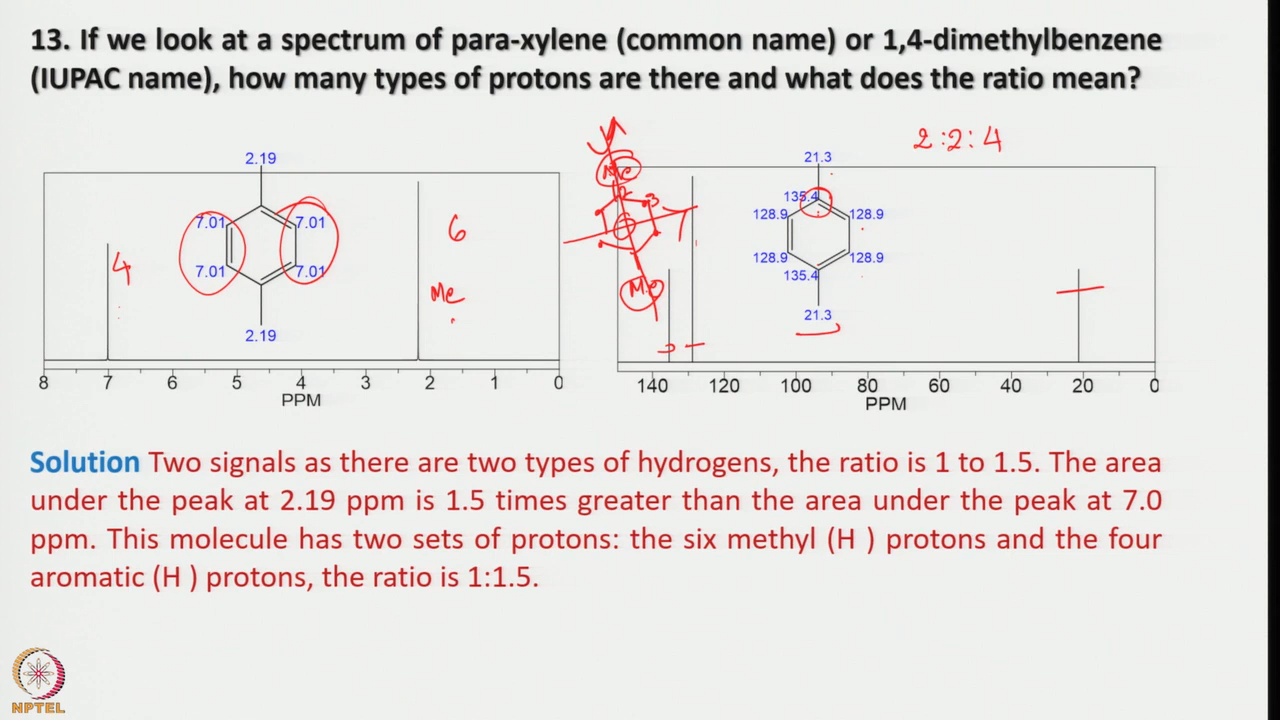 13. If we look at a spectrum of para-xylene (common name) or 1,4-dimethylbenzene
(IUPAC name), how many types of protons are there and what does the ratio mean?
2.19
7.01 7.01
7.01 7.01
2.19
4
6
Me
8 7 6 5 4 3 2 1 0
PPM
Me
2
3
Me
2:2:4
21.3
135.4
128.9 128.9
128.9 128.9
135.4
21.3
140 120 100 80 60 40 20 0
PPM
Solution Two signals as there are two types of hydrogens, the ratio is 1 to 1.5. The area
under the peak at 2.19 ppm is 1.5 times greater than the area under the peak at 7.0
ppm. This molecule has two sets of protons: the six methyl (H ) protons and the four
aromatic (H ) protons, the ratio is 1:1.5.
NPTEL